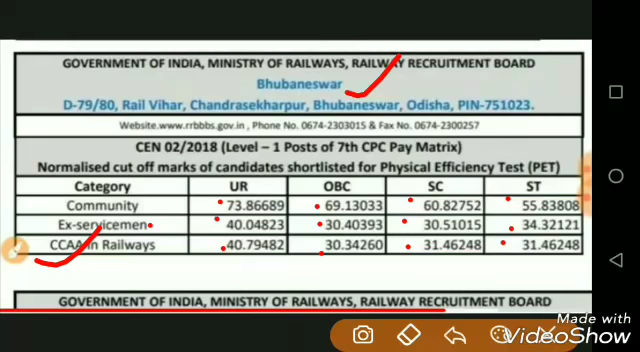 GOVERNMENT OF INDIA, MINISTRY OF RAILWAYS, RAILWAY RECRUITMENT BOARD
Bhubaneswar
D-79/80, Rail Vihar, Chandrasekharpur, Bhubaneswar, Odisha, PIN-751023.
Website.www.rrbbbs.gov.in , Phone No. 0674-2303015 & Fax No. 0674-2300257
CEN 02/2018 (Level – 1 Posts of 7th CPC Pay Matrix)
Normalised cut off marks of candidates shortlisted for Physical Efficiency Test (PET)
Category UR OBC SC ST
Community 73.86689 69.13033 60.82752 55.83808
Ex-servicemen 40.04823 30.40393 30.51015 34.32121
CCAA in Railways 40.79482 30.34260 31.46248 31.46248
GOVERNMENT OF INDIA, MINISTRY OF RAILWAYS, RAILWAY RECRUITMENT BOARD
Made with
VideoShow